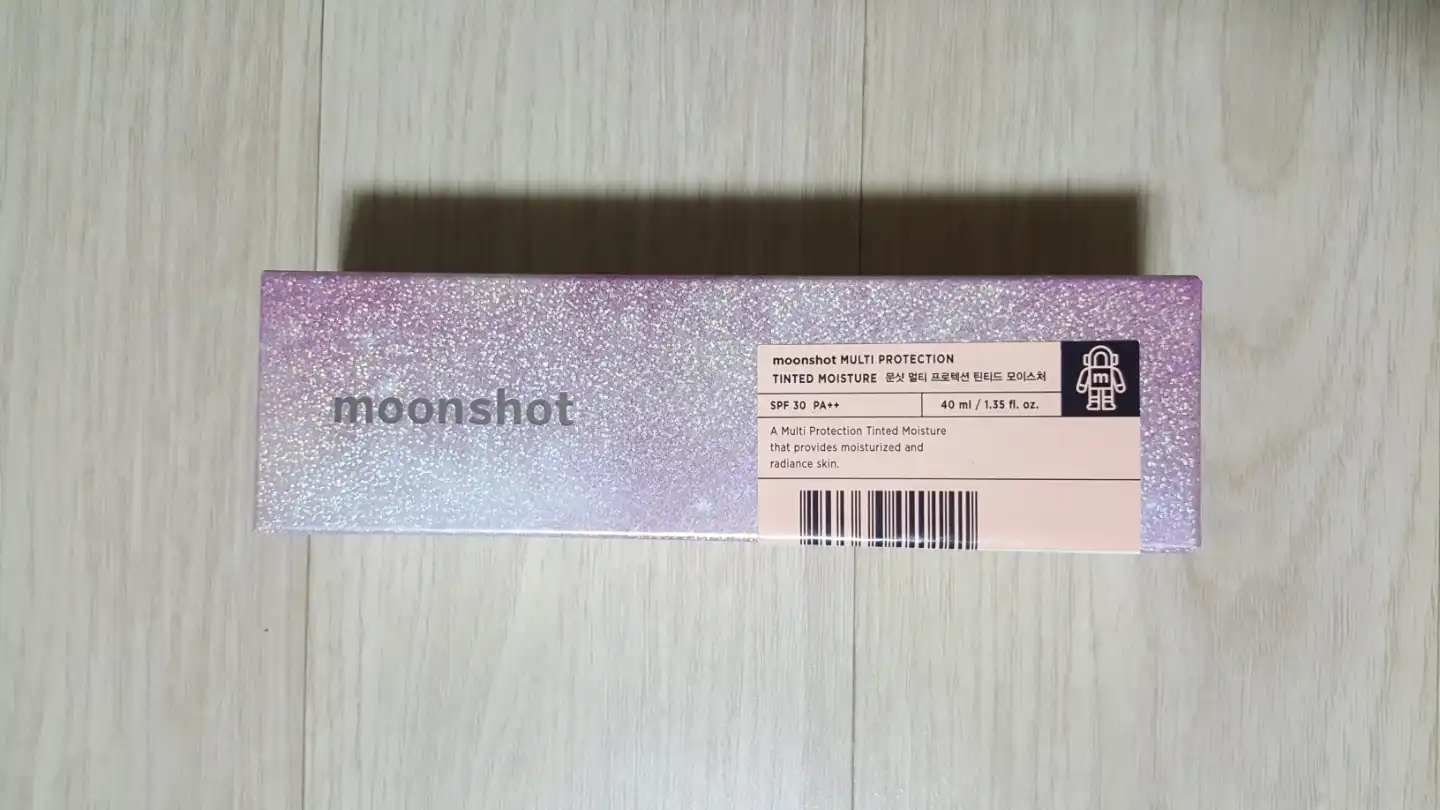 moonshot
moonshot MULTI PROTECTION
TINTED MOISTURE 문샷 멀티 프로텍션 틴티드 모이스처
m
SPF 30 PA++
40 ml / 1.35 fl. oz.
A Multi Protection Tinted Moisture
that provides moisturized and
radiance skin.